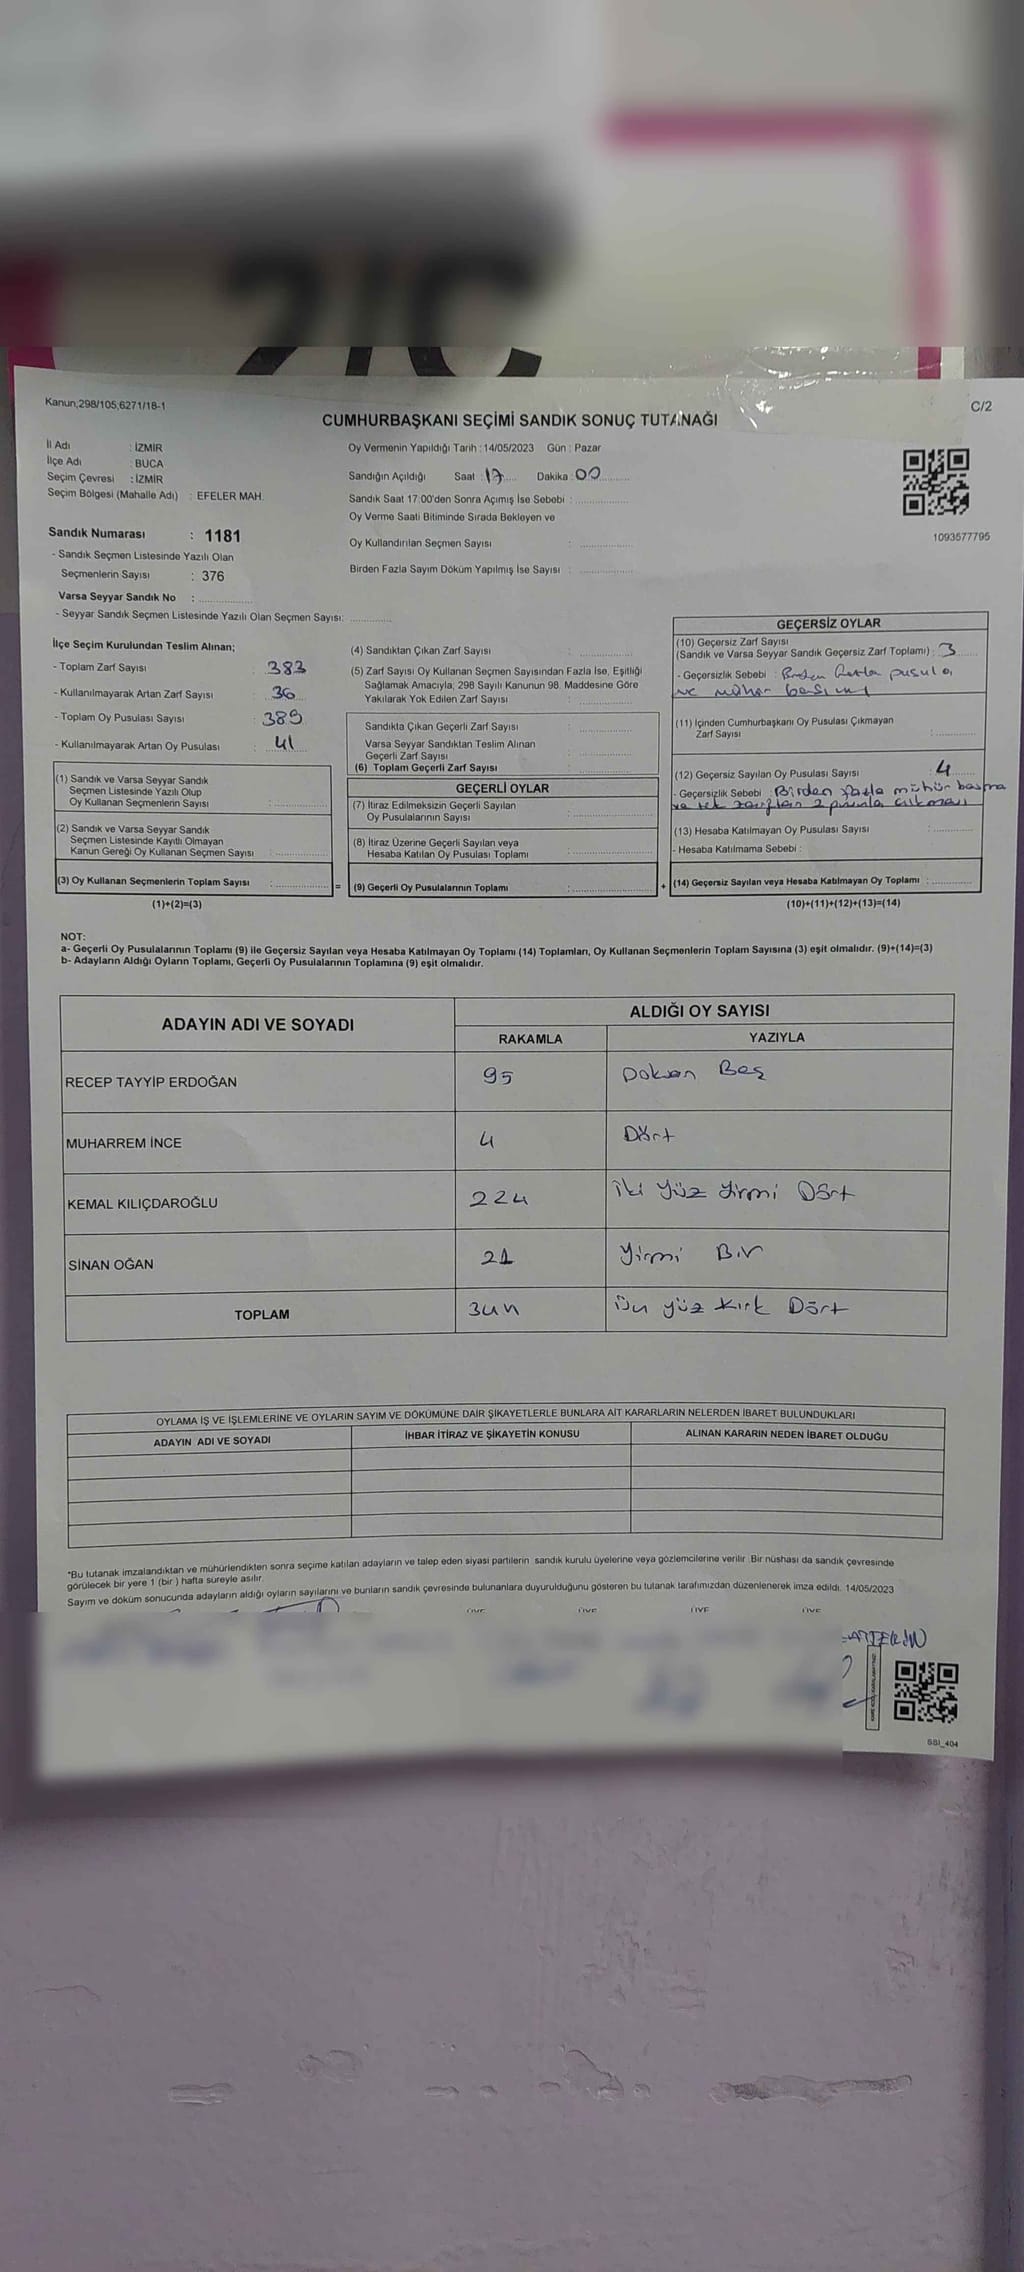 2/C
Kanun;298/105;6271/18-1
C/2
CUMHURBAŞKANI SEÇİMİ SANDIK SONUÇ TUTANAĞI
İl Adı : İZMİR
İlçe Adı : BUCA
Seçim Çevresi : İZMİR
Seçim Bölgesi (Mahalle Adı) : EFELER MAH.
Oy Vermenin Yapıldığı Tarih : 14/05/2023 Gün : Pazar
Sandığın Açıldığı Saat : 17 Dakika : 00
Sandık Saat 17:00'den Sonra Açımış İse Sebebi :
Oy Verme Saati Bitiminde Sırada Bekleyen ve
Oy Kullandırılan Seçmen Sayısı :
Birden Fazla Sayım Döküm Yapılmış İse Sayısı :
1093577795
Sandık Numarası : 1181
- Sandık Seçmen Listesinde Yazılı Olan
Seçmenlerin Sayısı : 376
Varsa Seyyar Sandık No :
- Seyyar Sandık Seçmen Listesinde Yazılı Olan Seçmen Sayısı:
İlçe Seçim Kurulundan Teslim Alınan;
- Toplam Zarf Sayısı : 383
- Kullanılmayarak Artan Zarf Sayısı : 36
- Toplam Oy Pusulası Sayısı : 389
- Kullanılmayarak Artan Oy Pusulası : 41
(1) Sandık ve Varsa Seyyar Sandık
Seçmen Listesinde Yazılı Olup
Oy Kullanan Seçmenlerin Sayısı :
(2) Sandık ve Varsa Seyyar Sandık
Seçmen Listesinde Kayıtlı Olmayan
Kanun Gereği Oy Kullanan Seçmen Sayısı :
(3) Oy Kullanan Seçmenlerin Toplam Sayısı : =
(1)+(2)=(3)
(4) Sandıktan Çıkan Zarf Sayısı :
(5) Zarf Sayısı Oy Kullanan Seçmen Sayısından Fazla İse, Eşitliği
Sağlamak Amacıyla, 298 Sayılı Kanunun 98. Maddesine Göre
Yakılarak Yok Edilen Zarf Sayısı :
Sandıkta Çıkan Geçerli Zarf Sayısı :
Varsa Seyyar Sandıktan Teslim Alınan
Geçerli Zarf Sayısı :
(6) Toplam Geçerli Zarf Sayısı :
GEÇERLİ OYLAR
(7) İtiraz Edilmeksizin Geçerli Sayılan
Oy Pusulalarının Sayısı :
(8) İtiraz Üzerine Geçerli Sayılan veya
Hesaba Katılan Oy Pusulası Toplamı :
(9) Geçerli Oy Pusulalarının Toplamı : +
GEÇERSİZ OYLAR
(10) Geçersiz Zarf Sayısı
(Sandık ve Varsa Seyyar Sandık Geçersiz Zarf Toplamı) : 3
- Geçersizlik Sebebi : Birden fazla pusula
ve mühür basımı
(11) İçinden Cumhurbaşkanı Oy Pusulası Çıkmayan
Zarf Sayısı :
(12) Geçersiz Sayılan Oy Pusulası Sayısı : 4
- Geçersizlik Sebebi : Birden fazla mühür basma
ve tek zarftan 2 pusula çıkması
(13) Hesaba Katılmayan Oy Pusulası Sayısı :
- Hesaba Katılmama Sebebi :
(14) Geçersiz Sayılan veya Hesaba Katılmayan Oy Toplamı :
(10)+(11)+(12)+(13)=(14)
NOT:
a- Geçerli Oy Pusulalarının Toplamı (9) ile Geçersiz Sayılan veya Hesaba Katılmayan Oy Toplamı (14) Toplamları, Oy Kullanan Seçmenlerin Toplam Sayısına (3) eşit olmalıdır. (9)+(14)=(3)
b- Adayların Aldığı Oyların Toplamı, Geçerli Oy Pusulalarının Toplamına (9) eşit olmalıdır.
ADAYIN ADI VE SOYADI
ALDIĞI OY SAYISI
RAKAMLA YAZIYLA
RECEP TAYYİP ERDOĞAN 95 Doksan Beş
MUHARREM İNCE 4 Dört
KEMAL KILIÇDAROĞLU 224 İki Yüz Yirmi Dört
SİNAN OĞAN 21 Yirmi Bir
TOPLAM 344 Üç yüz Kırk Dört
OYLAMA İŞ VE İŞLEMLERİNE VE OYLARIN SAYIM VE DÖKÜMÜNE DAİR ŞİKAYETLERLE BUNLARA AİT KARARLARIN NELERDEN İBARET BULUNDUKLARI
ADAYIN ADI VE SOYADI İHBAR İTİRAZ VE ŞİKAYETİN KONUSU ALINAN KARARIN NEDEN İBARET OLDUĞU
*Bu tutanak imzalandıktan ve mühürlendikten sonra seçime katılan adayların ve talep eden siyasi partilerin sandık kurulu üyelerine veya gözlemcilerine verilir. Bir nüshası da sandık çevresinde
görülecek bir yere 1 (bir) hafta süreyle asılır.
Sayım ve döküm sonucunda adayların aldığı oyların sayılarını ve bunların sandık çevresinde bulunanlara duyurulduğunu gösteren bu tutanak tarafımızdan düzenlenerek imza edildi. 14/05/2023
ÜYE ÜYE ÜYE ÜYE
SSI_404